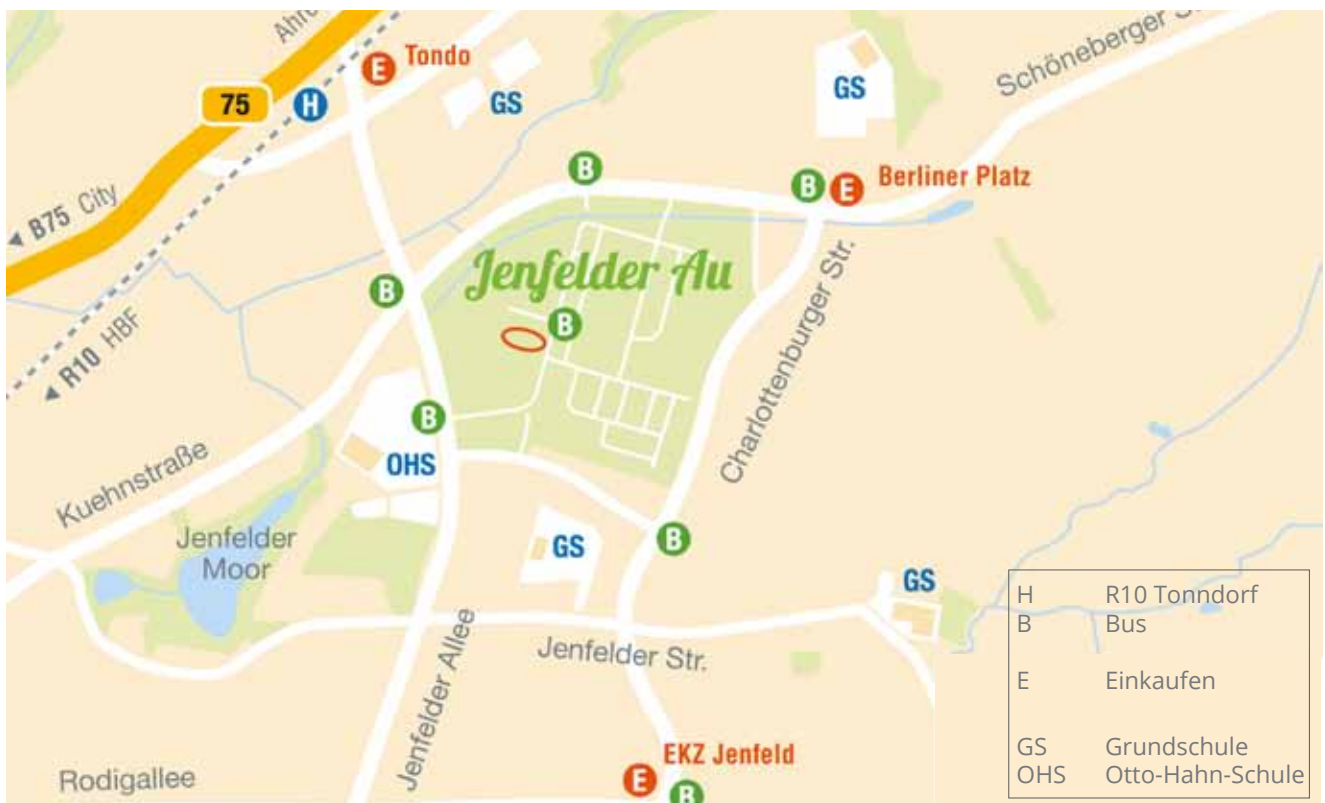 Ahr
Tondo
E
75
H
GS
GS
Schöneberger S
B
B
E
Berliner Platz
B75 City
Jenfelder Au
B
B
R10 HBF
Charlottenburger Str.
B
OHS
Kuehnstraße
Jenfelder
Moor
GS
B
GS
Jenfelder Allee
Jenfelder Str.
EKZ Jenfeld
E
B
Rodigallee
H R10 Tonndorf
B Bus
E Einkaufen
GS Grundschule
OHS Otto-Hahn-Schule